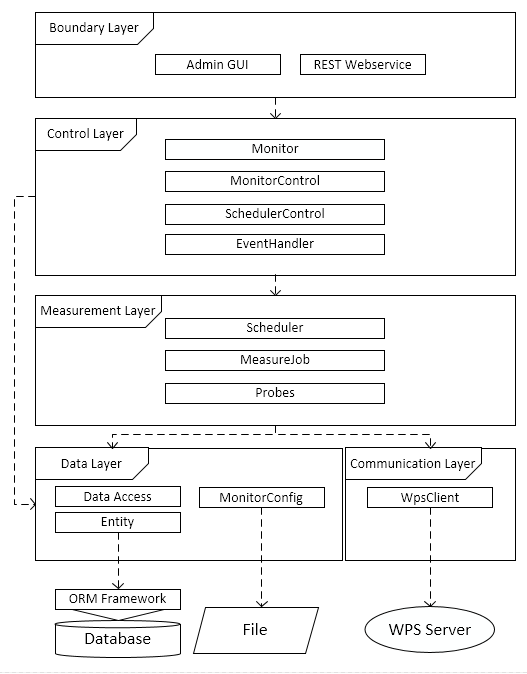 Boundary Layer
Admin GUI
REST Webservice
Control Layer
Monitor
MonitorControl
SchedulerControl
EventHandler
Measurement Layer
Scheduler
MeasureJob
Probes
Data Layer
Data Access
Entity
MonitorConfig
Communication Layer
WpsClient
ORM Framework
Database
File
WPS Server